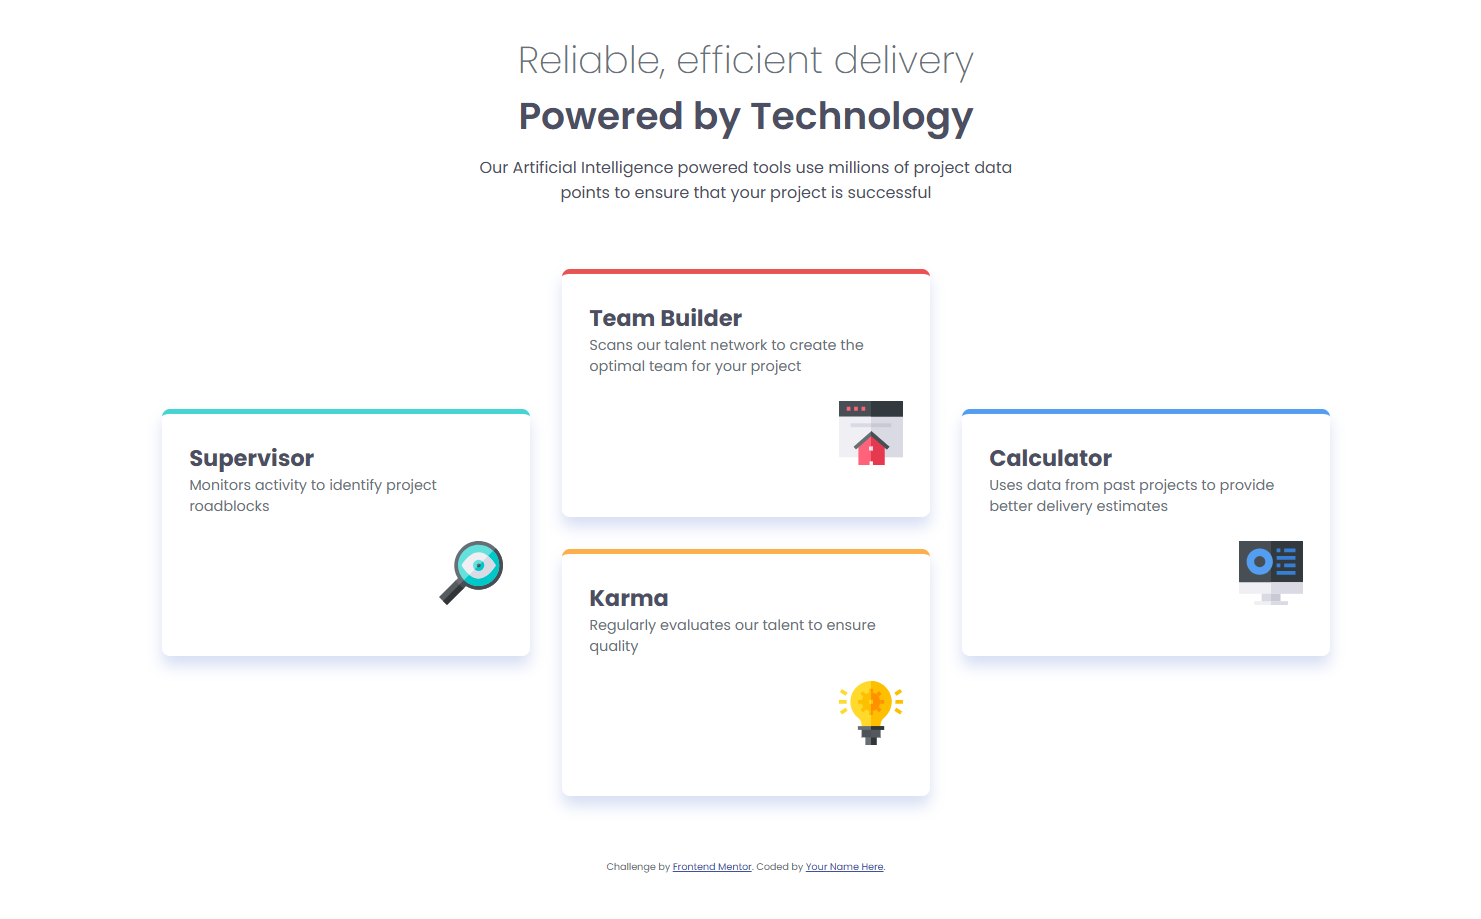 Reliable, efficient delivery
Powered by Technology
Our Artificial Intelligence powered tools use millions of project data
points to ensure that your project is successful
Supervisor
Monitors activity to identify project
roadblocks
Team Builder
Scans our talent network to create the
optimal team for your project
Karma
Regularly evaluates our talent to ensure
quality
Calculator
Uses data from past projects to provide
better delivery estimates
Challenge by Frontend Mentor. Coded by Your Name Here.